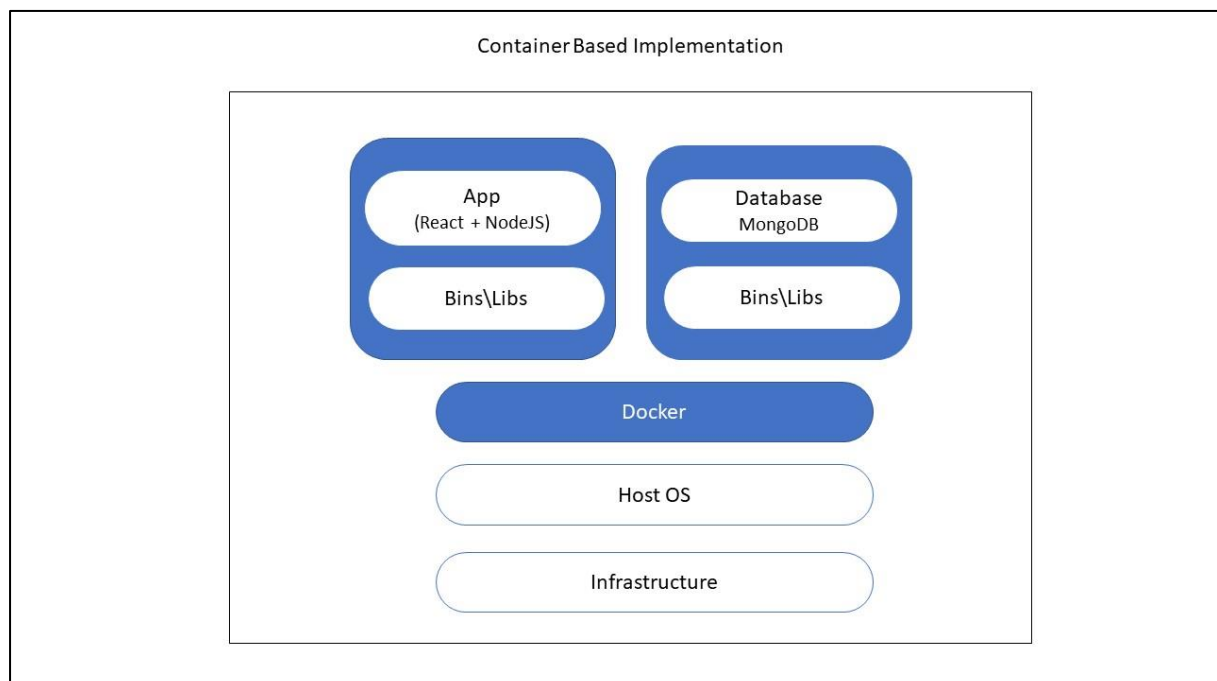 Container Based Implementation
App
(React + NodeJS)
Bins\Libs
Database
MongoDB
Bins\Libs
Docker
Host OS
Infrastructure